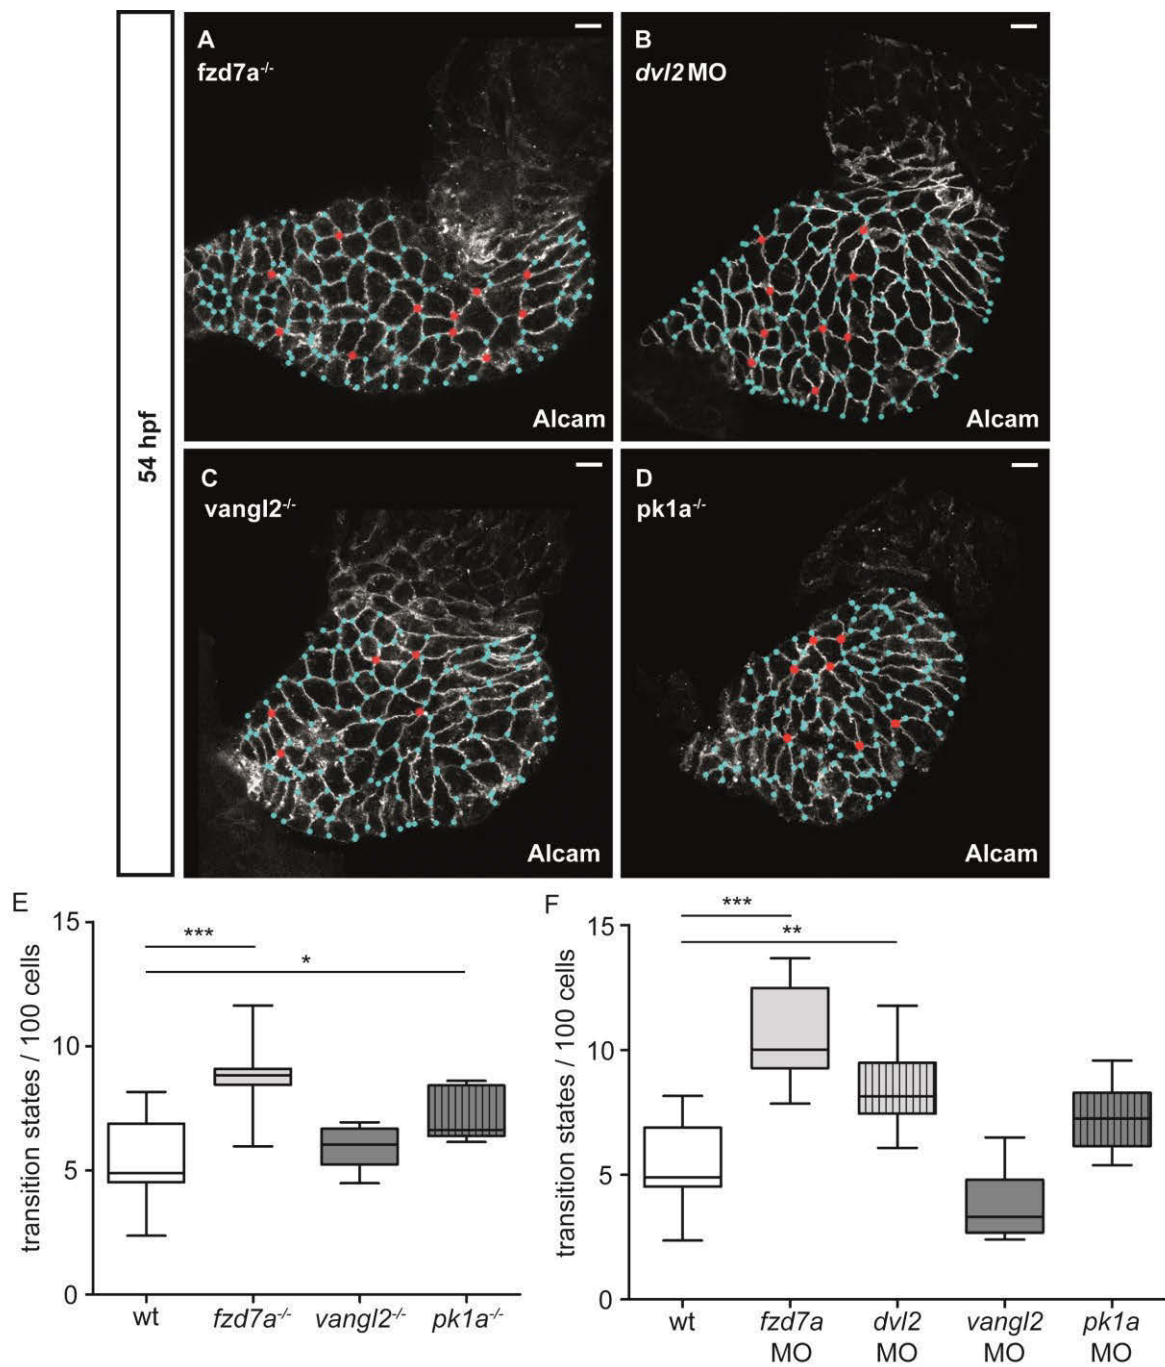 54 hpf
A
fzd7a-/-
Alcam
B
dvl2 MO
Alcam
C
vangl2-/-
Alcam
D
pk1a-/-
Alcam
E
transition states / 100 cells
15
10
5
0
***
*
wt
fzd7a-/-
vangl2-/-
pk1a-/-
F
transition states / 100 cells
15
10
5
0
***
**
wt
fzd7a
MO
dvl2
MO
vangl2
MO
pk1a
MO